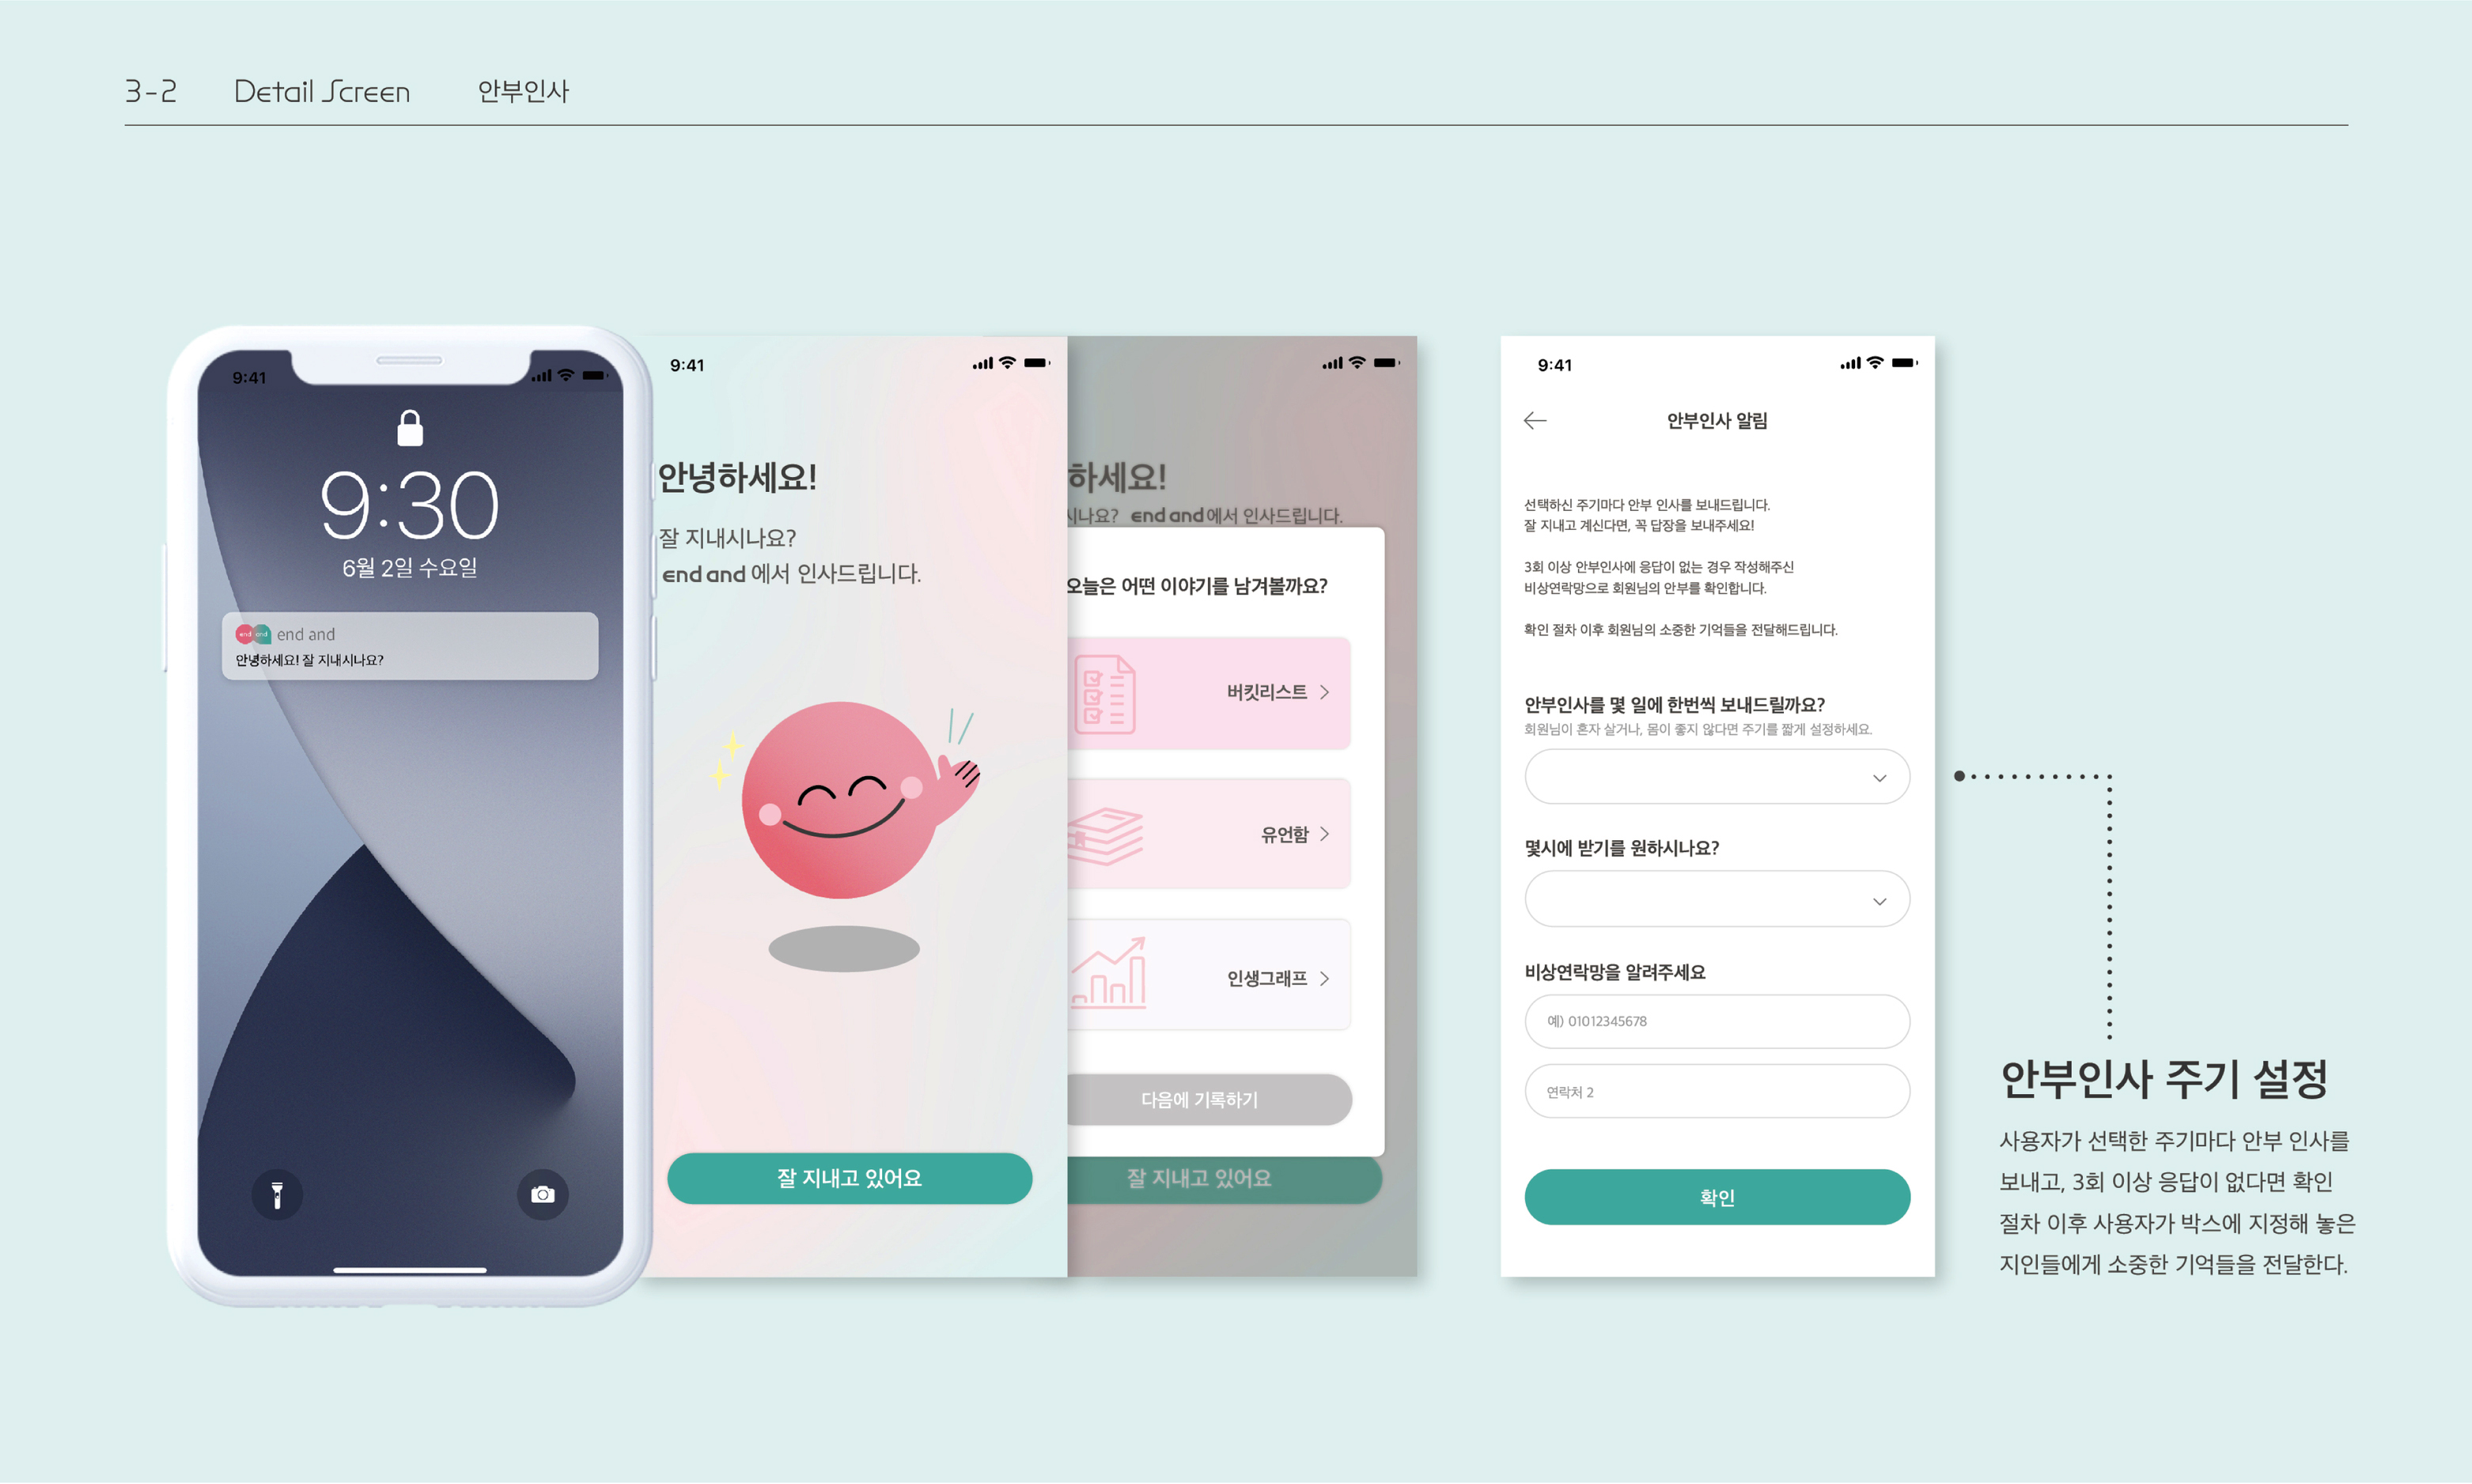 3-2 Detail Screen 안부인사
9:41
9:30
6월 2일 수요일
end and end and
안녕하세요! 잘 지내시나요?
9:41
안녕하세요!
잘 지내시나요?
end and 에서 인사드립니다.
잘 지내고 있어요
하세요!
시나요? end and에서 인사드립니다.
오늘은 어떤 이야기를 남겨볼까요?
버킷리스트
유언함
인생그래프
다음에 기록하기
잘 지내고 있어요
9:41
안부인사 알림
선택하신 주기마다 안부 인사를 보내드립니다.
잘 지내고 계신다면, 꼭 답장을 보내주세요!
3회 이상 안부인사에 응답이 없는 경우 작성해주신
비상연락망으로 회원님의 안부를 확인합니다.
확인 절차 이후 회원님의 소중한 기억들을 전달해드립니다.
안부인사를 몇 일에 한번씩 보내드릴까요?
회원님이 혼자 살거나, 몸이 좋지 않다면 주기를 짧게 설정하세요.
몇시에 받기를 원하시나요?
비상연락망을 알려주세요
예) 01012345678
연락처 2
확인
안부인사 주기 설정
사용자가 선택한 주기마다 안부 인사를
보내고, 3회 이상 응답이 없다면 확인
절차 이후 사용자가 박스에 지정해 놓은
지인들에게 소중한 기억들을 전달한다.